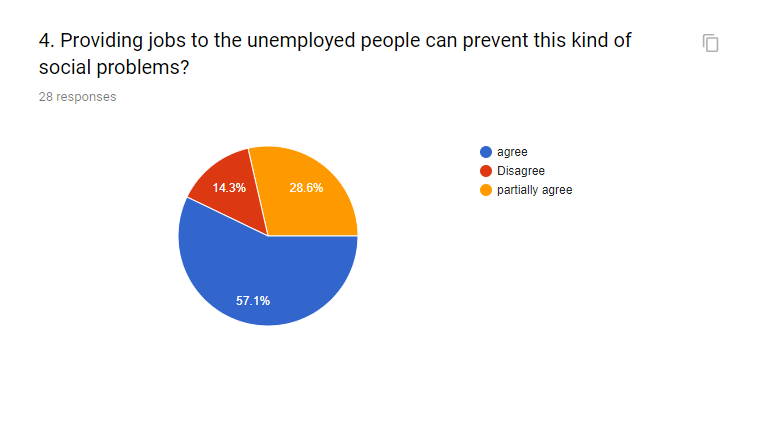 4. Providing jobs to the unemployed people can prevent this kind of
social problems?
28 responses
agree
Disagree
partially agree
14.3%
28.6%
57.1%